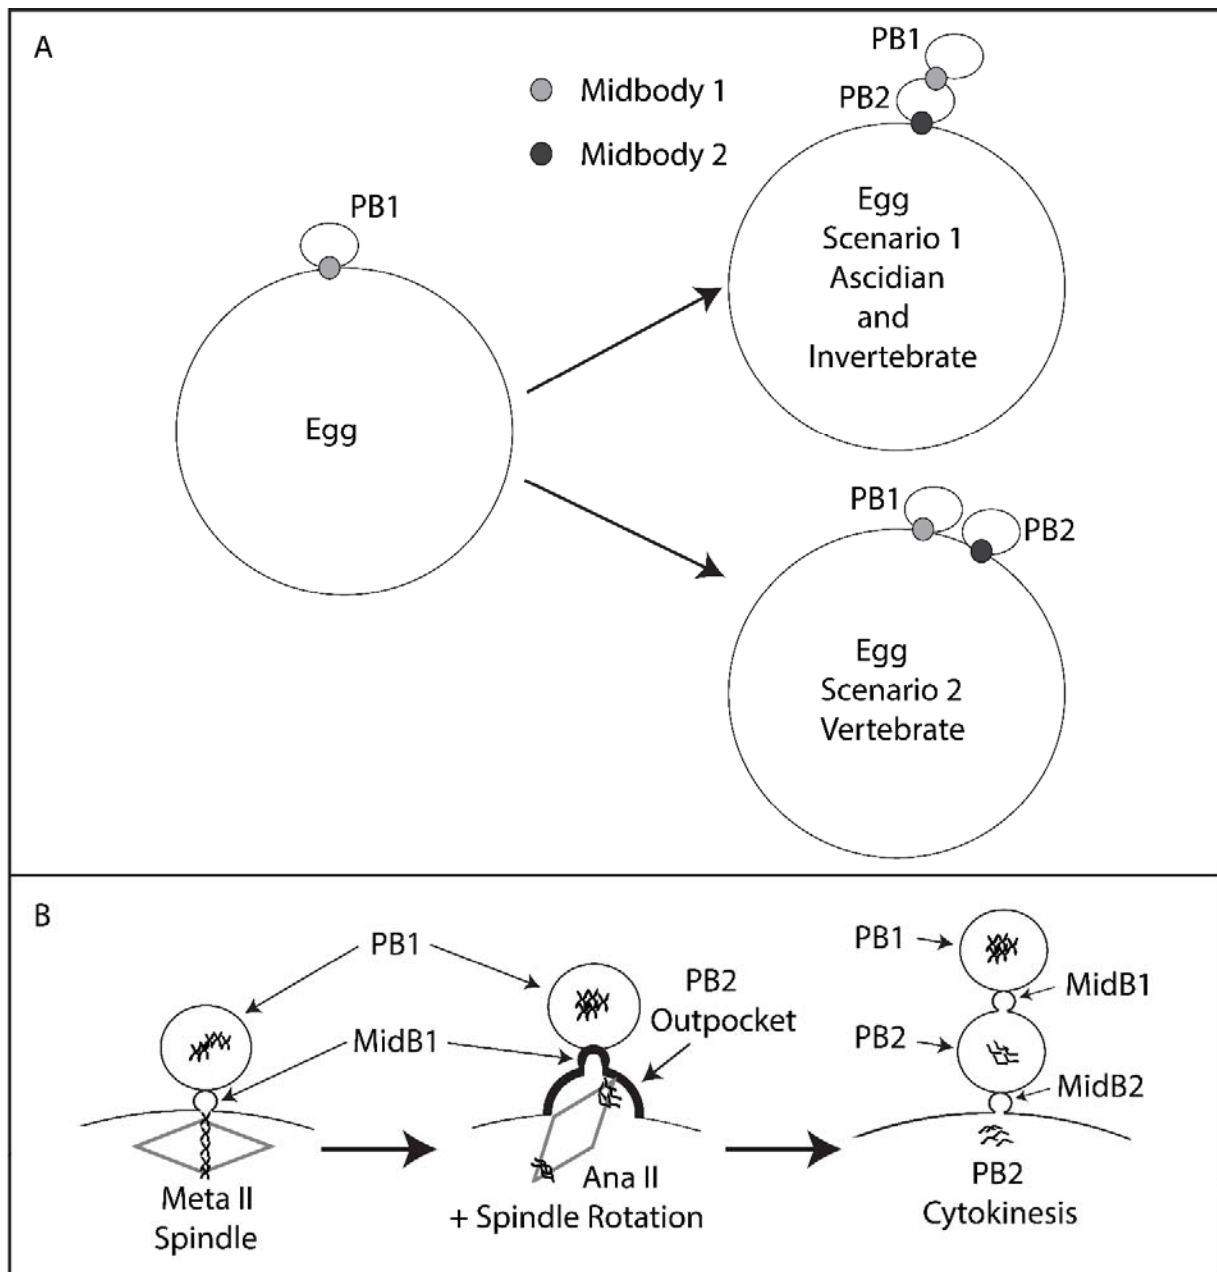 A
PB1
Midbody 1
PB2
Midbody 2
PB1
Egg
Scenario 1
Ascidian
and
Invertebrate
Egg
PB1
PB2
Egg
Scenario 2
Vertebrate
B
PB1
PB2
Outpocket
MidB1
PB1
MidB1
PB2
MidB2
Meta II
Spindle
Ana II
+ Spindle Rotation
PB2
Cytokinesis